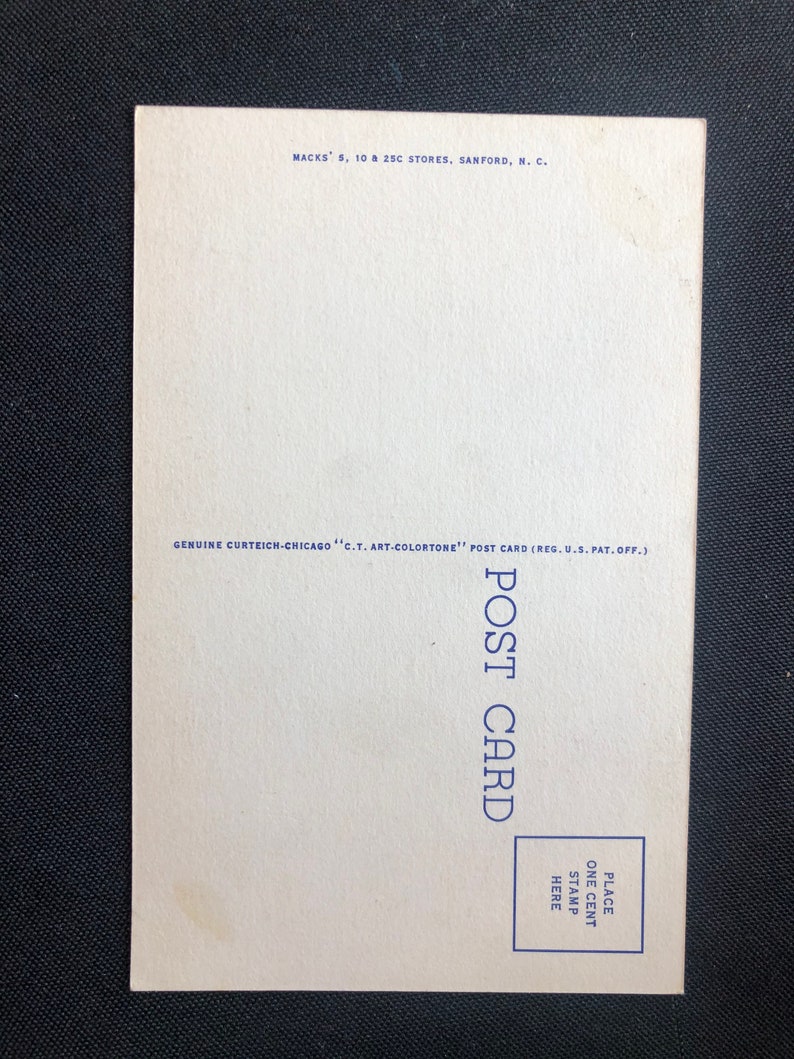 MACKS' 5, 10 & 25C STORES, SANFORD, N. C.
GENUINE CURTEICH-CHICAGO "C.T. ART-COLORTONE" POST CARD (REG. U.S. PAT. OFF.)
POST CARD
PLACE
ONE CENT
STAMP
HERE